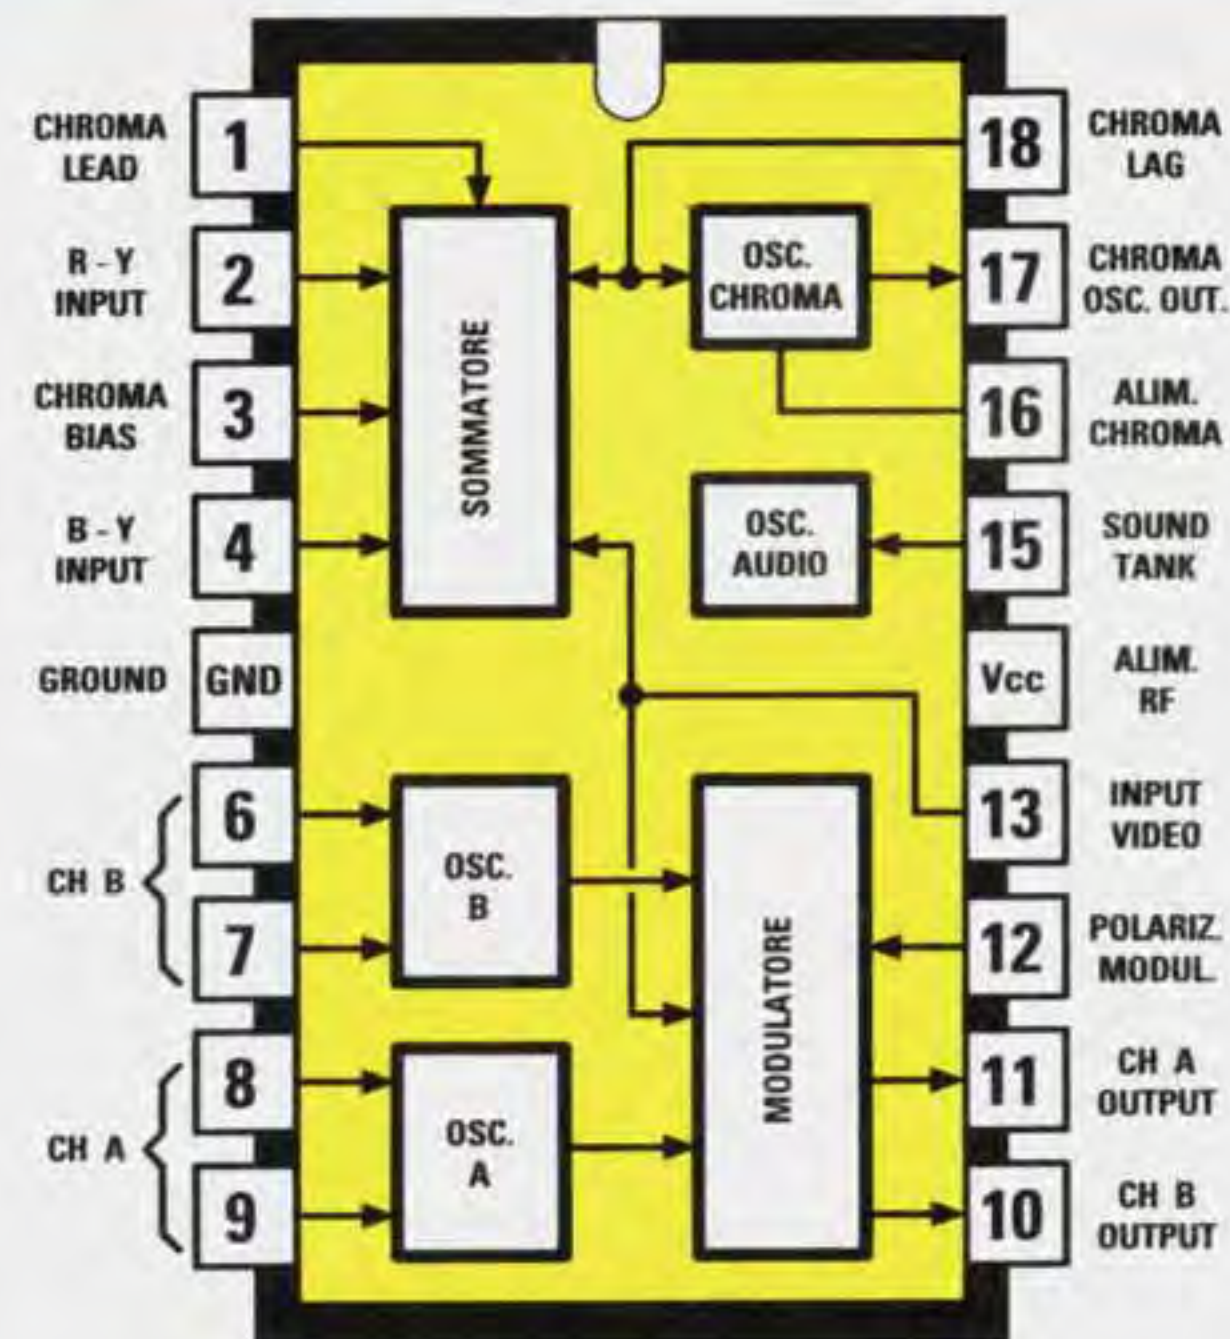 CHROMA
LEAD
1
R - Y
INPUT
2
CHROMA
BIAS
3
B - Y
INPUT
4
GROUND
GND
CH B
6
7
CH A
8
9
SOMMATORE
OSC.
CHROMA
OSC.
AUDIO
OSC.
B
OSC.
A
MODULATORE
18
CHROMA
LAG
17
CHROMA
OSC. OUT.
16
ALIM.
CHROMA
15
SOUND
TANK
Vcc
ALIM.
RF
13
INPUT
VIDEO
12
POLARIZ.
MODUL.
11
CH A
OUTPUT
10
CH B
OUTPUT